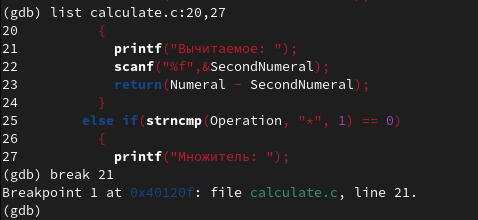 (gdb) list calculate.c:20,27
20 {
21 printf("Вычитаемое: ");
22 scanf("%f",&SecondNumeral);
23 return(Numeral - SecondNumeral);
24 }
25 else if(strncmp(Operation, "*", 1) == 0)
26 {
27 printf("Множитель: ");
(gdb) break 21
Breakpoint 1 at 0x40120f: file calculate.c, line 21.
(gdb)